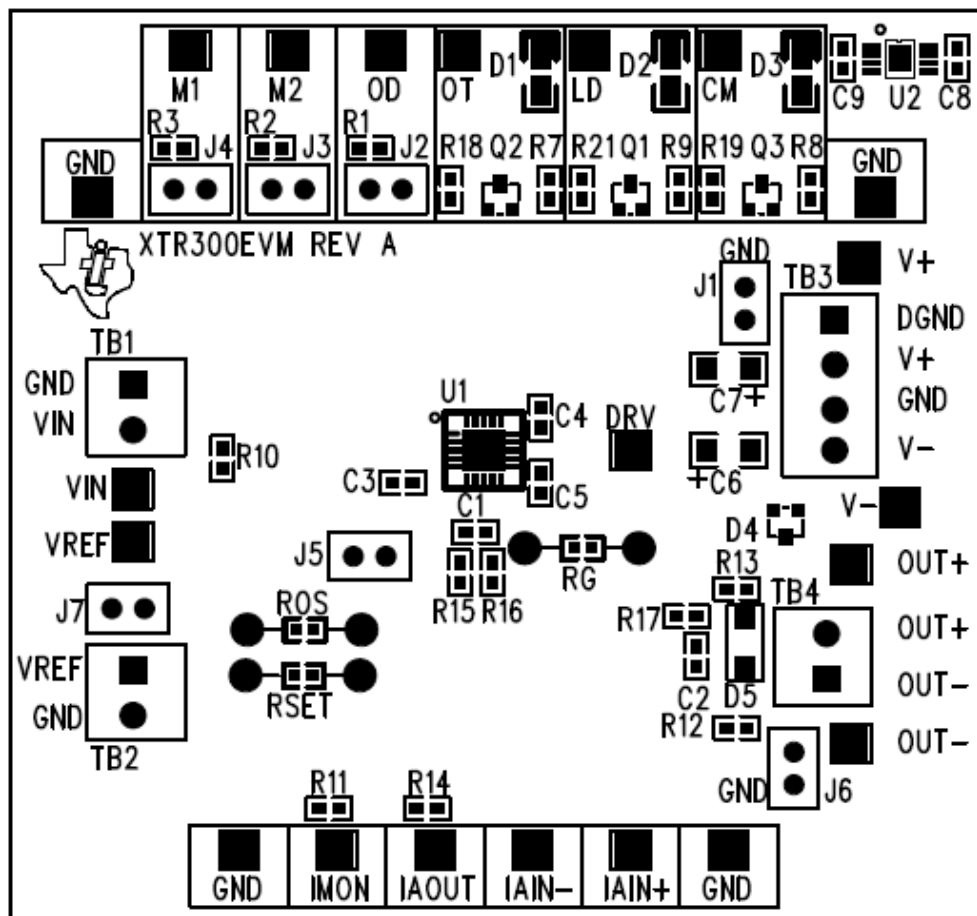 M1 M2 OD OT D1 LD D2 CM D3 C9 U2 C8
R3 J4 R2 J3 R1 J2 R18 Q2 R7 R21 Q1 R9 R19 Q3 R8
GND GND
XTR300EVM REV A
GND V+
J1 TB3
DGND
TB1 V+
GND C7 + GND
VIN U1 C4 DRV V-
R10 + C6
VIN C3 C5 V-
VREF C1 D4
J5 RG R13 OUT+
R15 R16 TB4
J7 ROS R17 OUT+
VREF OUT-
RSET C2 D5
GND R12 OUT-
TB2
R11 R14 GND J6
GND IMON IAOUT IAIN- IAIN+ GND